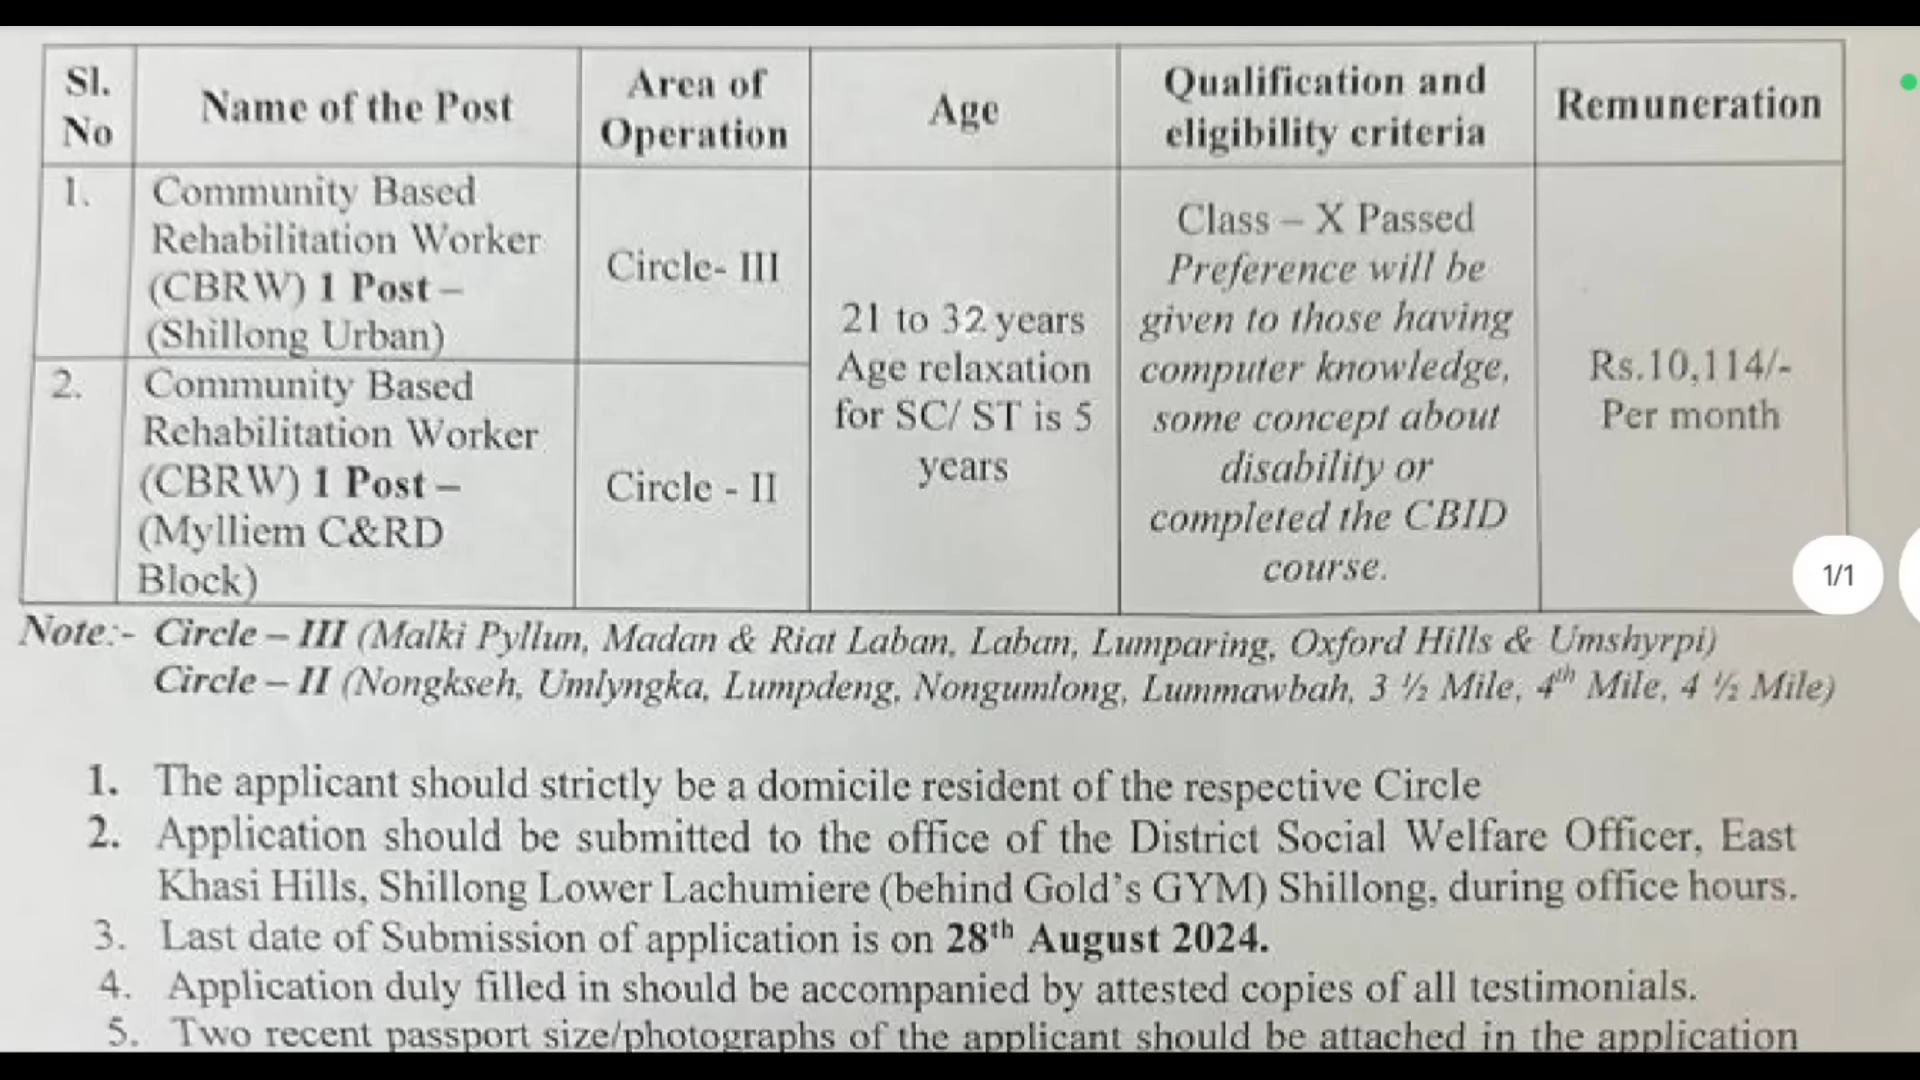 Sl. No
Name of the Post
Area of Operation
Age
Qualification and eligibility criteria
Remuneration
1.
Community Based
Rehabilitation Worker
(CBRW) 1 Post –
(Shillong Urban)
Circle- III
2.
Community Based
Rehabilitation Worker
(CBRW) 1 Post –
(Mylliem C&RD
Block)
Circle - II
21 to 32 years
Age relaxation
for SC/ ST is 5
years
Class – X Passed
Preference will be
given to those having
computer knowledge,
some concept about
disability or
completed the CBID
course.
Rs.10,114/-
Per month
1/1
Note:- Circle – III (Malki Pyllun, Madan & Riat Laban, Laban, Lumparing, Oxford Hills & Umshyrpi)
Circle – II (Nongkseh, Umlyngka, Lumpdeng, Nongumlong, Lummawbah, 3 ½ Mile, 4th Mile, 4 ½ Mile)
1. The applicant should strictly be a domicile resident of the respective Circle
2. Application should be submitted to the office of the District Social Welfare Officer, East
Khasi Hills, Shillong Lower Lachumiere (behind Gold's GYM) Shillong, during office hours.
3. Last date of Submission of application is on 28th August 2024.
4. Application duly filled in should be accompanied by attested copies of all testimonials.
5. Two recent passport size/photographs of the applicant should be attached in the application